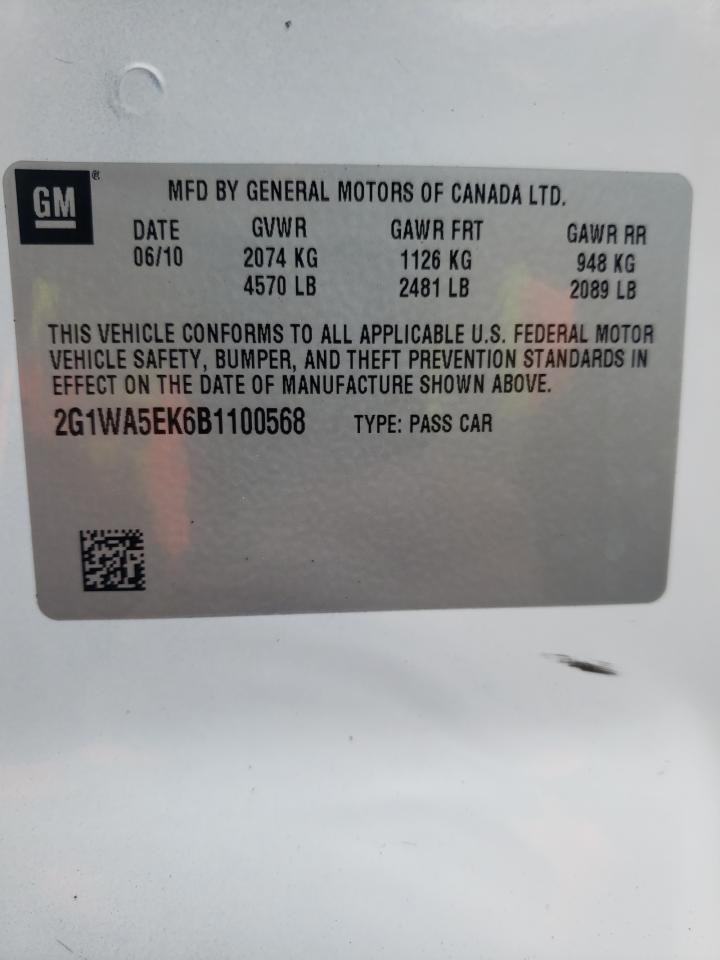 GM®
MFD BY GENERAL MOTORS OF CANADA LTD.
DATE GVWR GAWR FRT GAWR RR
06/10 2074 KG 1126 KG 948 KG
4570 LB 2481 LB 2089 LB
THIS VEHICLE CONFORMS TO ALL APPLICABLE U.S. FEDERAL MOTOR
VEHICLE SAFETY, BUMPER, AND THEFT PREVENTION STANDARDS IN
EFFECT ON THE DATE OF MANUFACTURE SHOWN ABOVE.
2G1WA5EK6B1100568 TYPE: PASS CAR